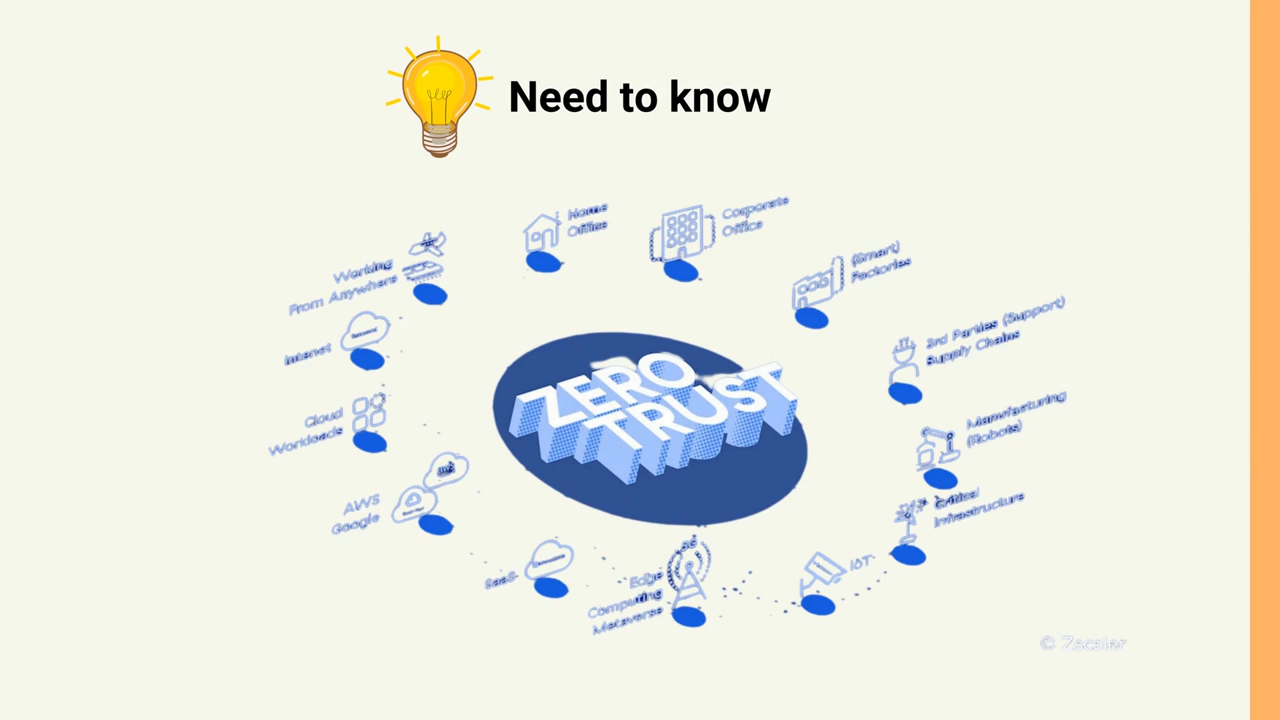 Need to know
Home
Office
Corporate
Office
Working
From Anywhere
(Smart)
Factories
Internet
3rd Parties (Support)
Supply Chains
ZERO
TRUST
Cloud
Workloads
Manufacturing
(Robots)
AWS
Google
Critical
Infrastructure
5G
SaaS
IoT
Edge
Computing
Metaverse
© Zscaler